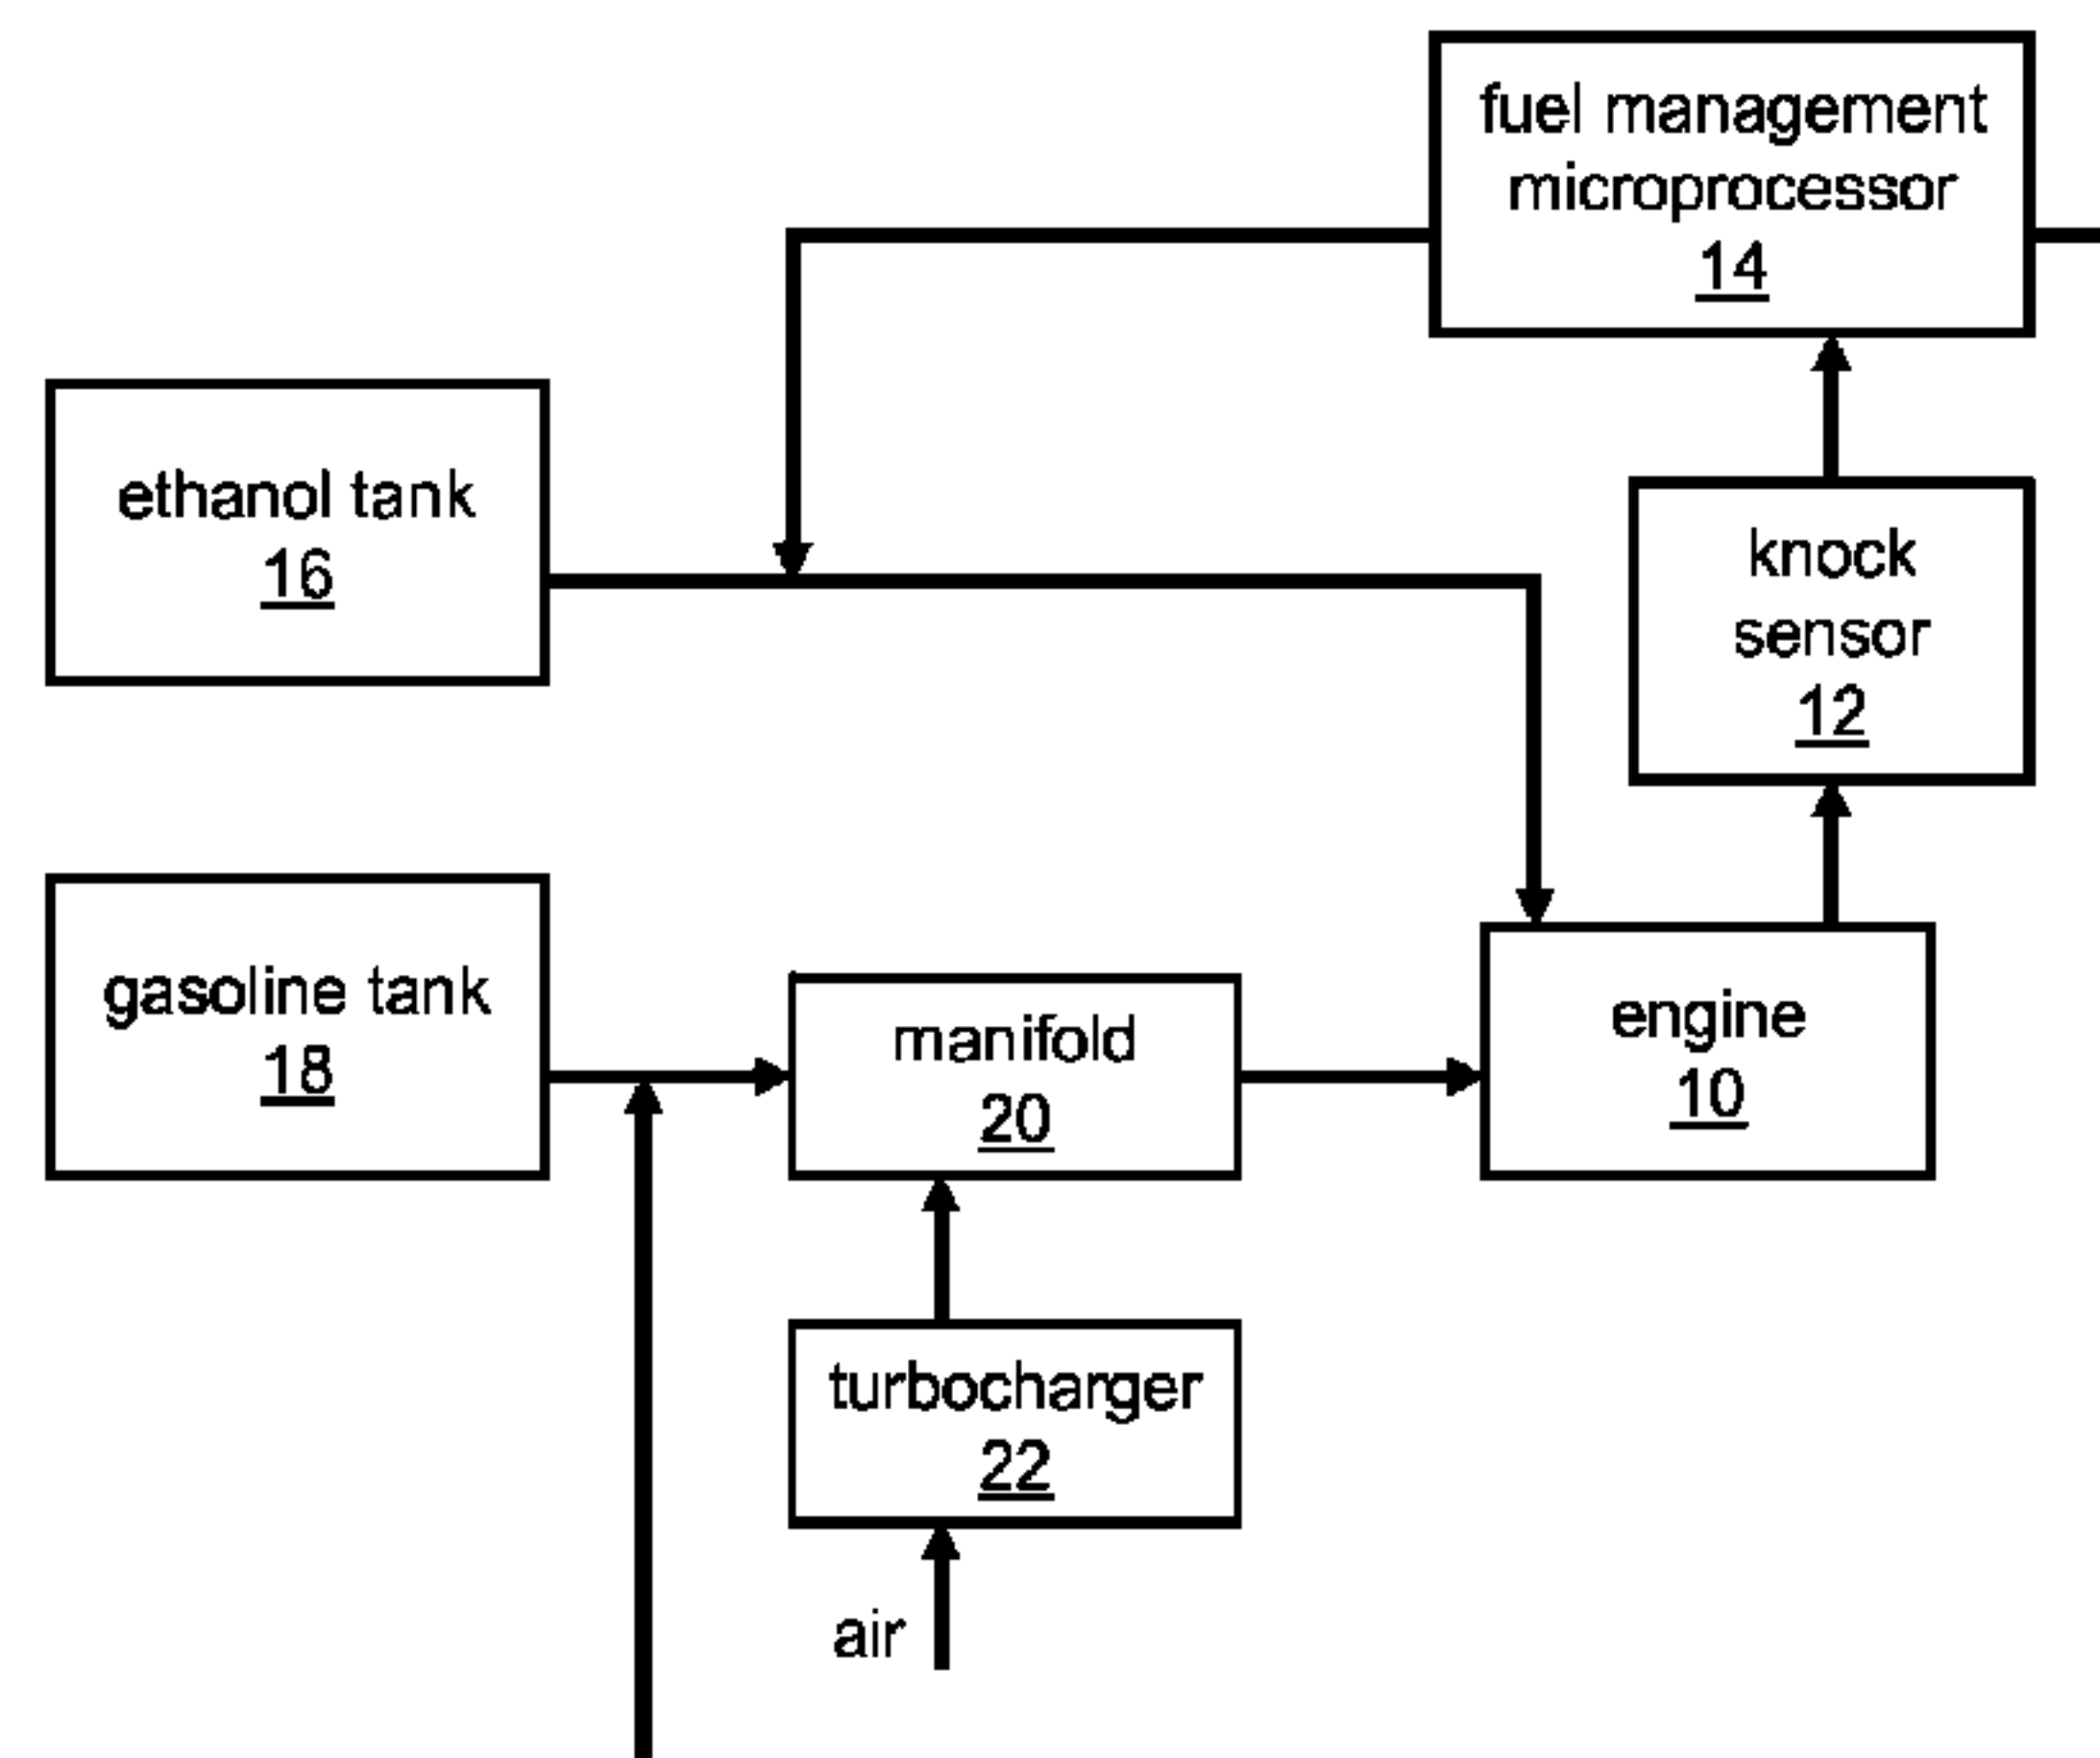 fuel management
microprocessor
14
ethanol tank
16
knock
sensor
12
gasoline tank
18
manifold
20
engine
10
turbocharger
22
air